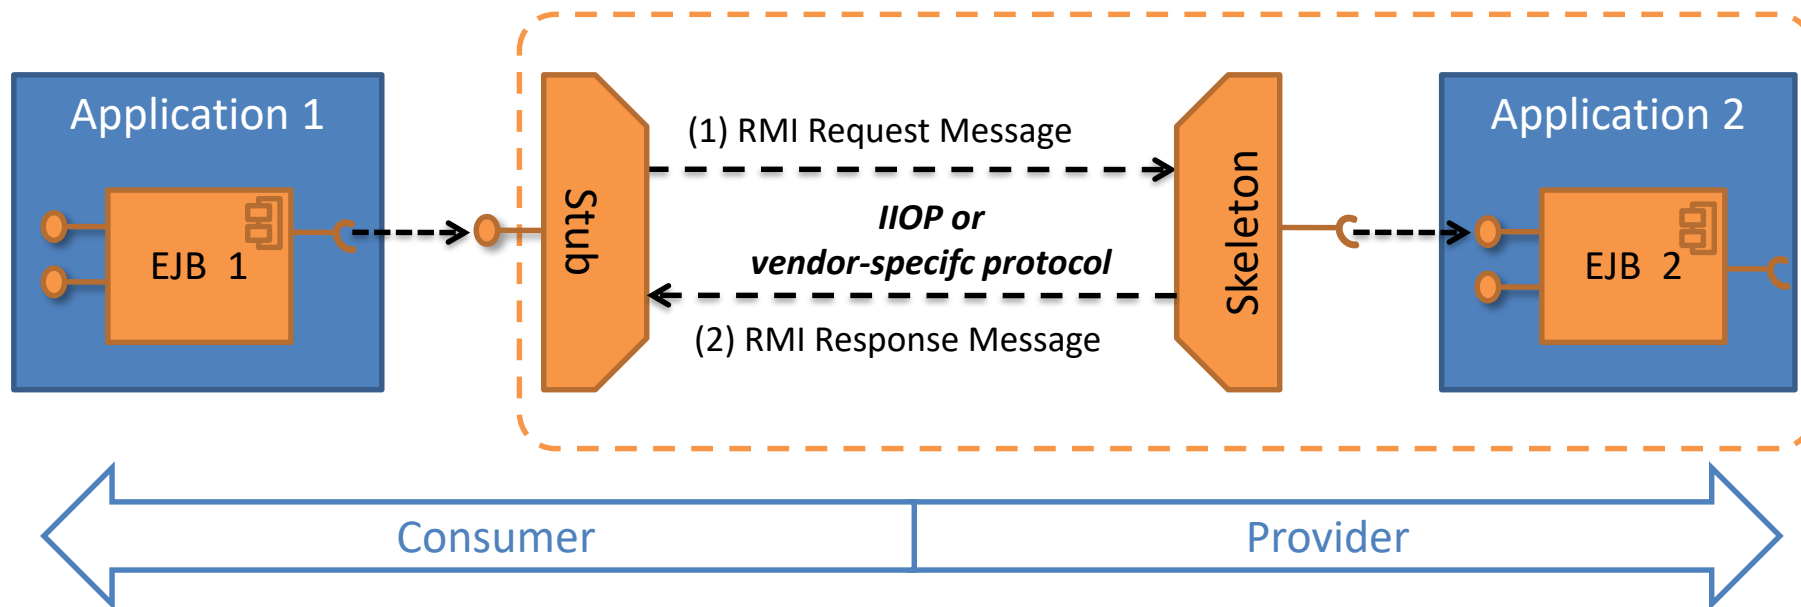 Application 1
EJB 1
Stub
(1) RMI Request Message
IIOP or
vendor-specifc protocol
(2) RMI Response Message
Skeleton
Application 2
EJB 2
Consumer
Provider